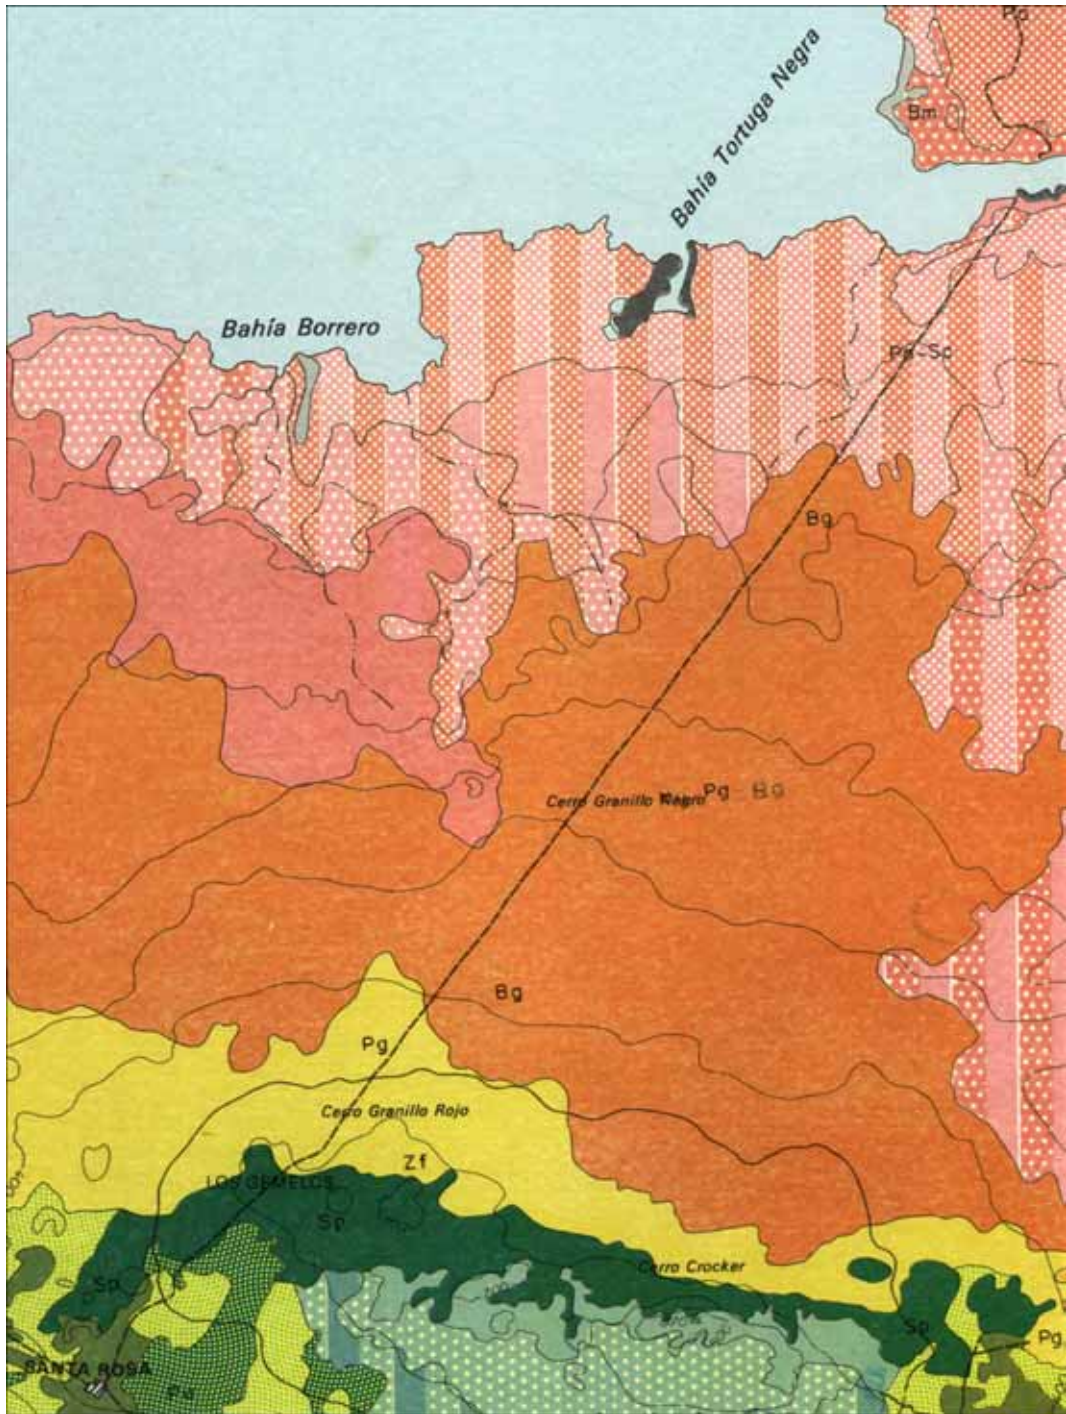 Pg
Bahía Tortuga Negra
Bm
Bahía Borrero
Pg-Sc
Bg
Cerro Granillo Negro
Pg
Bg
Bg
Pg
Cerro Granillo Rojo
Zf
LOS GEMELOS
Sp
Cerro Crocker
Sp
Sp
Pg
SANTA ROSA